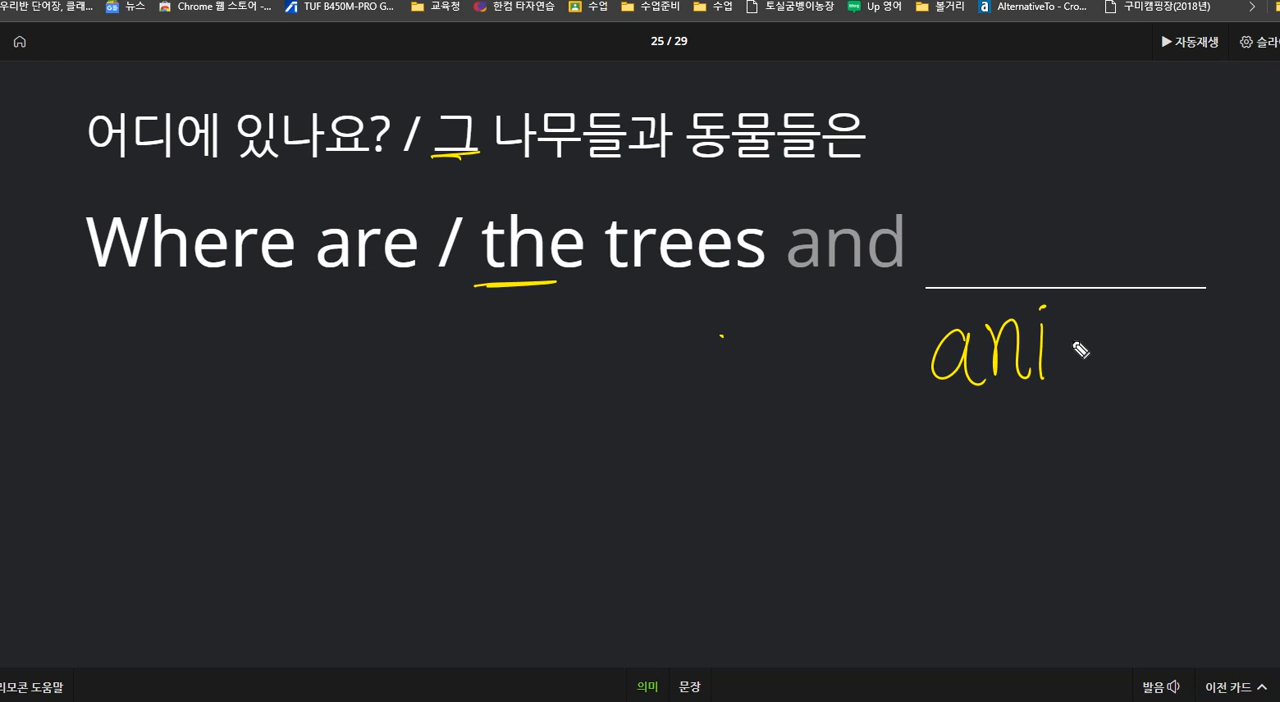 우리반 단어장, 클래... 뉴스 Chrome 웹 스토어 -... TUF B450M-PRO G... 교육청 한컴 타자연습 수업 수업준비 수업 토실굼벵이농장 Up 영어 볼거리 AlternativeTo - Cro... 구미캠핑장(2018년)
25 / 29 자동재생 슬라
어디에 있나요? / 그 나무들과 동물들은
Where are / the trees and
ani
리모콘 도움말 의미 문장 발음 이전 카드